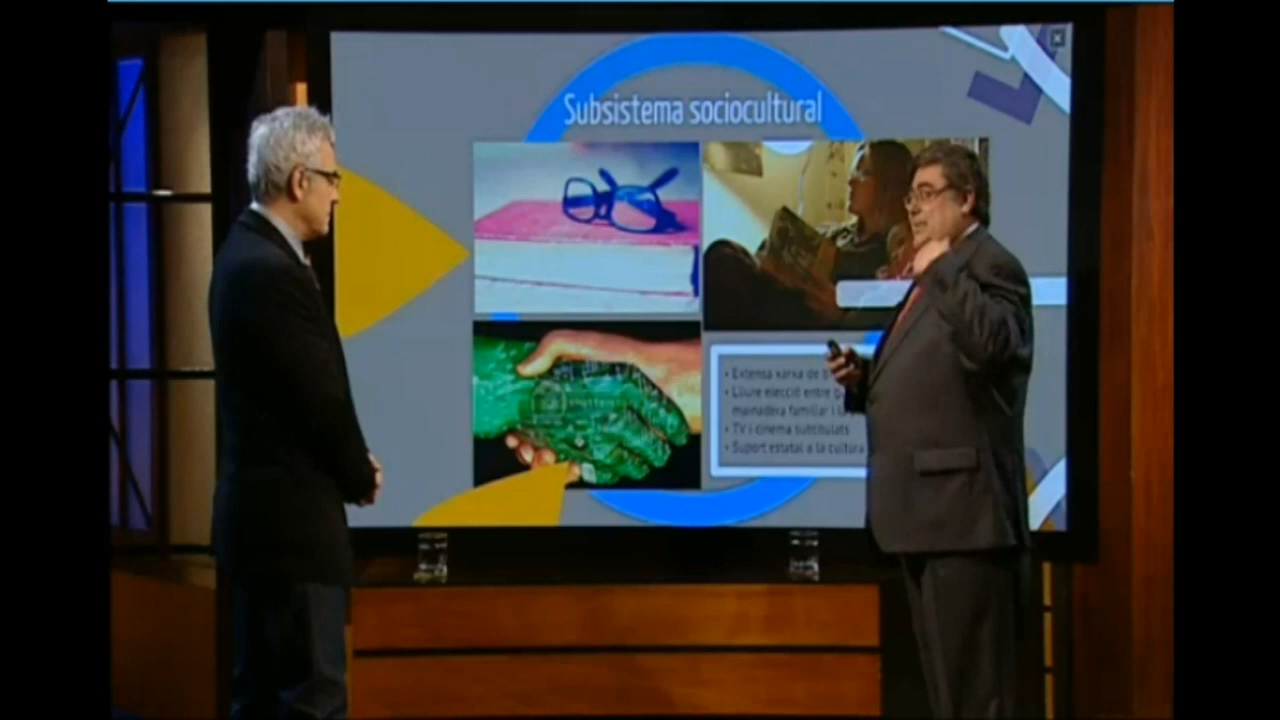 Subsistema sociocultural
• Extensa xarxa de
• Lliure elecció entre
mainadera familiar i
• TV i cinema subtitulats
• Suport estatal a la cultura